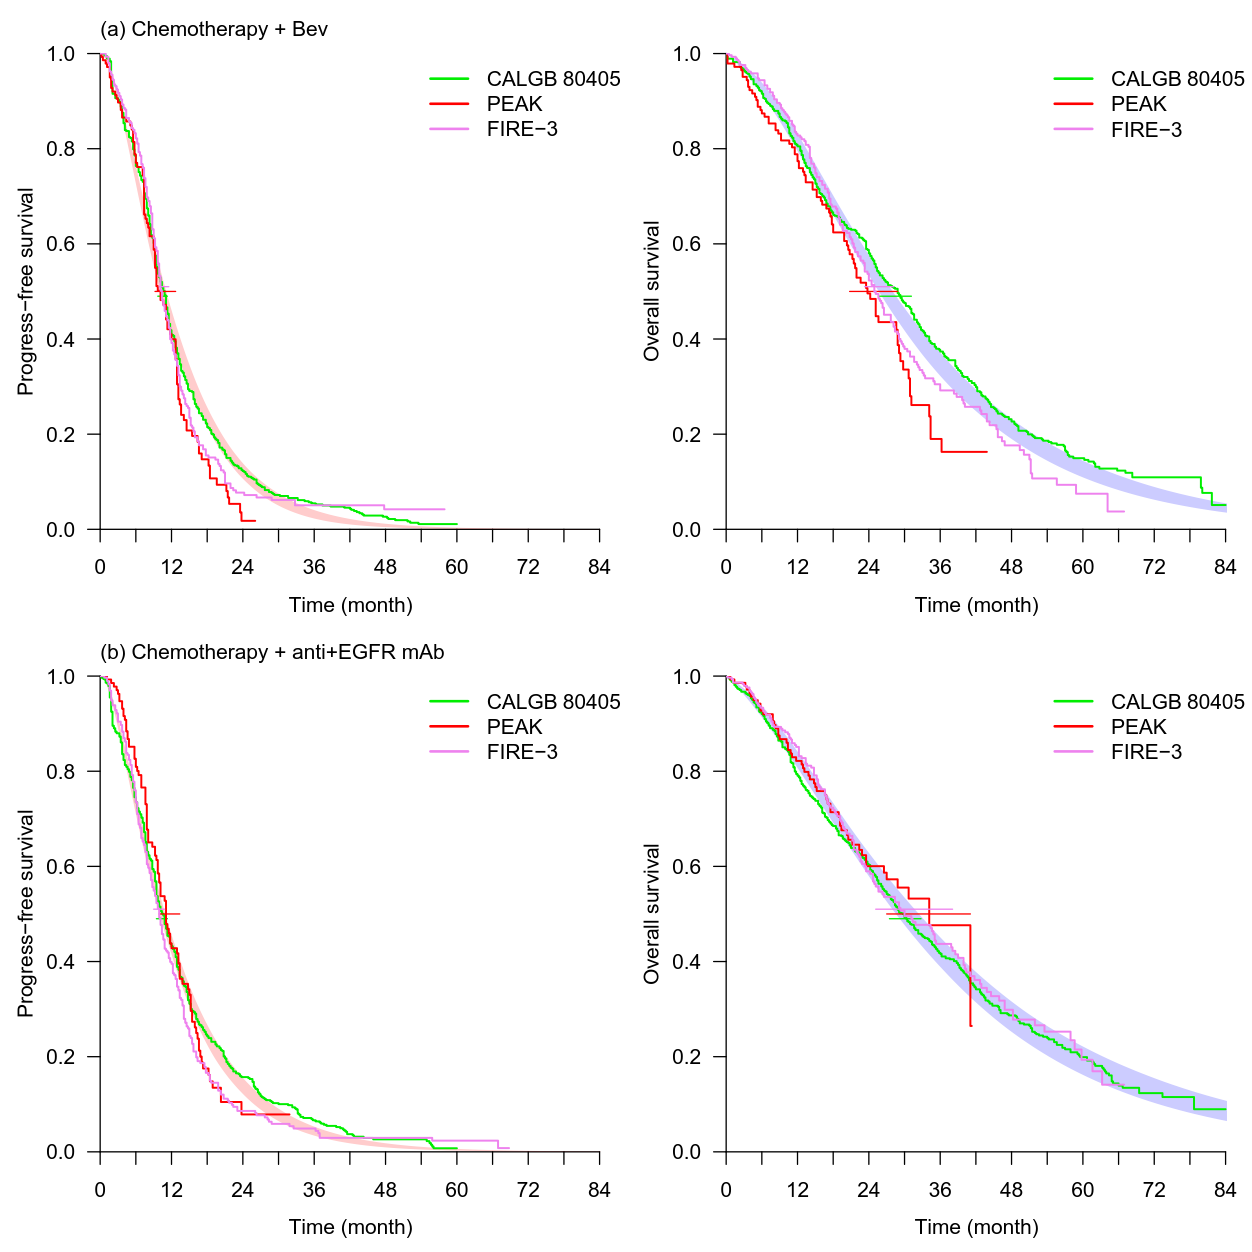 (a) Chemotherapy + Bev
Progress−free survival
1.0
0.8
0.6
0.4
0.2
0.0
CALGB 80405
PEAK
FIRE−3
0 12 24 36 48 60 72 84
Time (month)
Overall survival
1.0
0.8
0.6
0.4
0.2
0.0
CALGB 80405
PEAK
FIRE−3
0 12 24 36 48 60 72 84
Time (month)
(b) Chemotherapy + anti+EGFR mAb
Progress−free survival
1.0
0.8
0.6
0.4
0.2
0.0
CALGB 80405
PEAK
FIRE−3
0 12 24 36 48 60 72 84
Time (month)
Overall survival
1.0
0.8
0.6
0.4
0.2
0.0
CALGB 80405
PEAK
FIRE−3
0 12 24 36 48 60 72 84
Time (month)